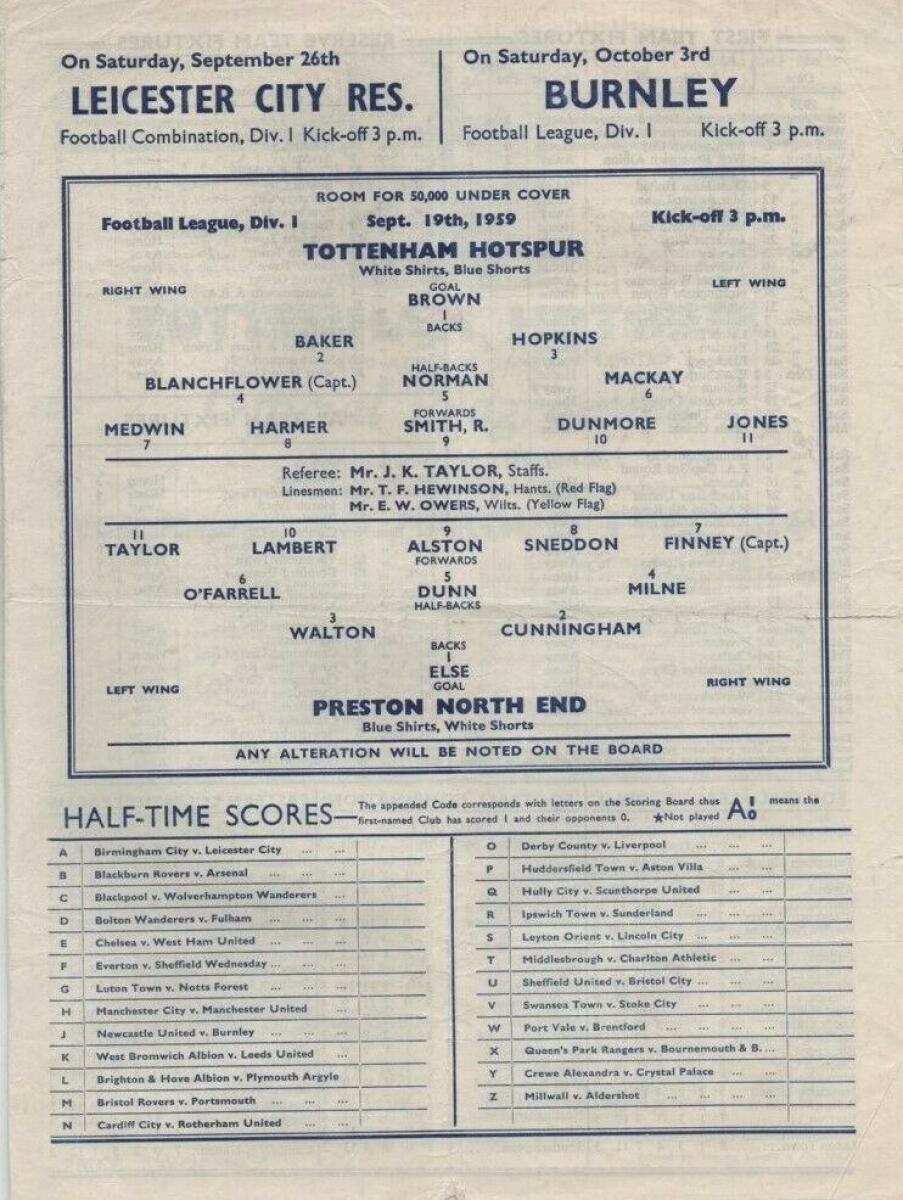 On Saturday, September 26th
LEICESTER CITY RES.
Football Combination, Div. 1 Kick-off 3 p.m.
On Saturday, October 3rd
BURNLEY
Football League, Div. 1 Kick-off 3 p.m.
ROOM FOR 50,000 UNDER COVER
Football League, Div. 1 Sept. 19th, 1959 Kick-off 3 p.m.
TOTTENHAM HOTSPUR
White Shirts, Blue Shorts
RIGHT WING GOAL LEFT WING
BROWN
1
BACKS
BAKER HOPKINS
2 3
HALF-BACKS
BLANCHFLOWER (Capt.) NORMAN MACKAY
4 5 6
FORWARDS
MEDWIN HARMER SMITH, R. DUNMORE JONES
7 8 9 10 11
Referee: Mr. J. K. TAYLOR, Staffs.
Linesmen: Mr. T. F. HEWINSON, Hants. (Red Flag)
Mr. E. W. OWERS, Wilts. (Yellow Flag)
11 10 9 8 7
TAYLOR LAMBERT ALSTON SNEDDON FINNEY (Capt.)
FORWARDS
6 5 4
O'FARRELL DUNN MILNE
HALF-BACKS
3 2
WALTON CUNNINGHAM
BACKS
1
ELSE
LEFT WING GOAL RIGHT WING
PRESTON NORTH END
Blue Shirts, White Shorts
ANY ALTERATION WILL BE NOTED ON THE BOARD
HALF-TIME SCORES—The appended Code corresponds with letters on the Scoring Board thus A 1 0 means the
first-named Club has scored 1 and their opponents 0. ★Not played
A Birmingham City v. Leicester City ... ...
B Blackburn Rovers v. Arsenal ... ... ...
C Blackpool v. Wolverhampton Wanderers ...
D Bolton Wanderers v. Fulham ... ... ...
E Chelsea v. West Ham United ... ... ...
F Everton v. Sheffield Wednesday ... ... ...
G Luton Town v. Notts Forest ... ... ...
H Manchester City v. Manchester United ...
J Newcastle United v. Burnley ... ... ...
K West Bromwich Albion v. Leeds United ...
L Brighton & Hove Albion v. Plymouth Argyle
M Bristol Rovers v. Portsmouth ... ... ...
N Cardiff City v. Rotherham United ... ...
O Derby County v. Liverpool ... ... ...
P Huddersfield Town v. Aston Villa ... ...
Q Hully City v. Scunthorpe United ... ...
R Ipswich Town v. Sunderland ... ... ...
S Leyton Orient v. Lincoln City ... ... ...
T Middlesbrough v. Charlton Athletic ... ...
U Sheffield United v. Bristol City ... ... ...
V Swansea Town v. Stoke City ... ... ...
W Port Vale v. Brentford ... ... ... ...
X Queen's Park Rangers v. Bournemouth & B. ...
Y Crewe Alexandra v. Crystal Palace ... ...
Z Millwall v. Aldershot ... ... ... ...